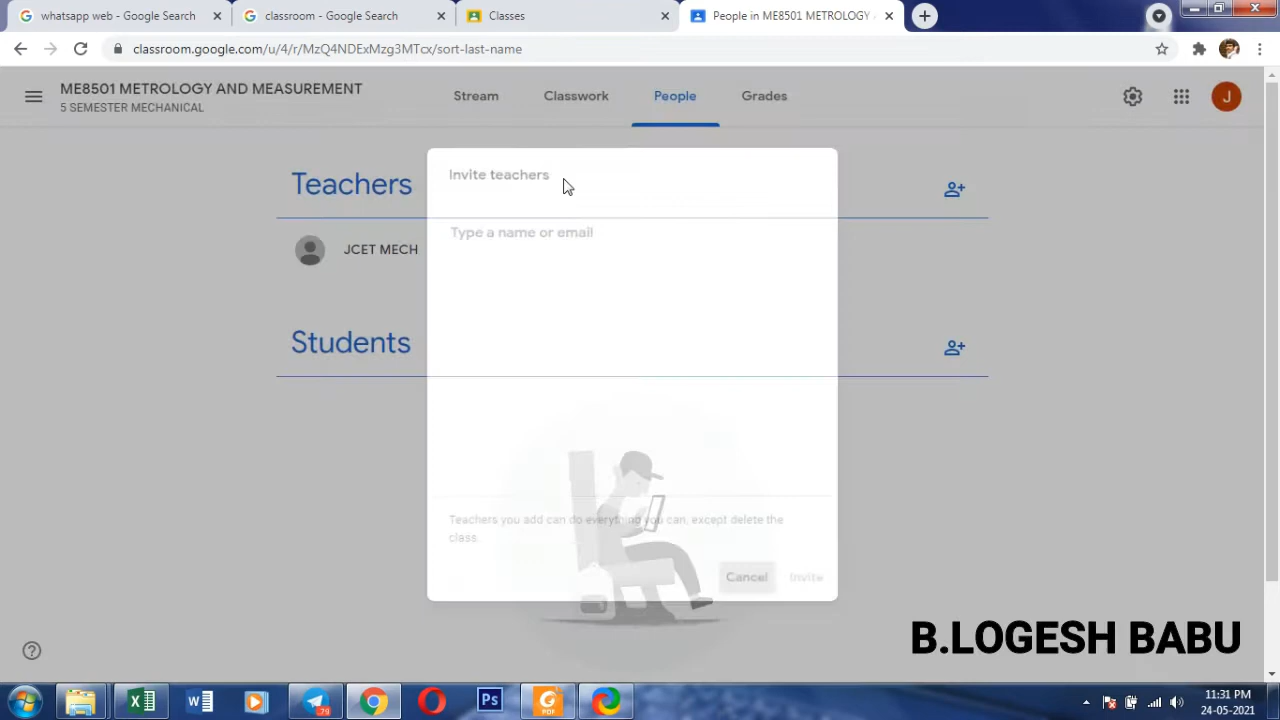 whatsapp web - Google Search
classroom - Google Search
Classes
People in ME8501 METROLOGY A
classroom.google.com/u/4/r/MzQ4NDExMzg3MTcx/sort-last-name
ME8501 METROLOGY AND MEASUREMENT
5 SEMESTER MECHANICAL
Stream
Classwork
People
Grades
J
Invite teachers
Teachers
Type a name or email
JCET MECH
Students
Teachers you add can do everything you can, except delete the
class.
Cancel
Invite
B.LOGESH BABU
79
Ps
PDF
11:31 PM
24-05-2021